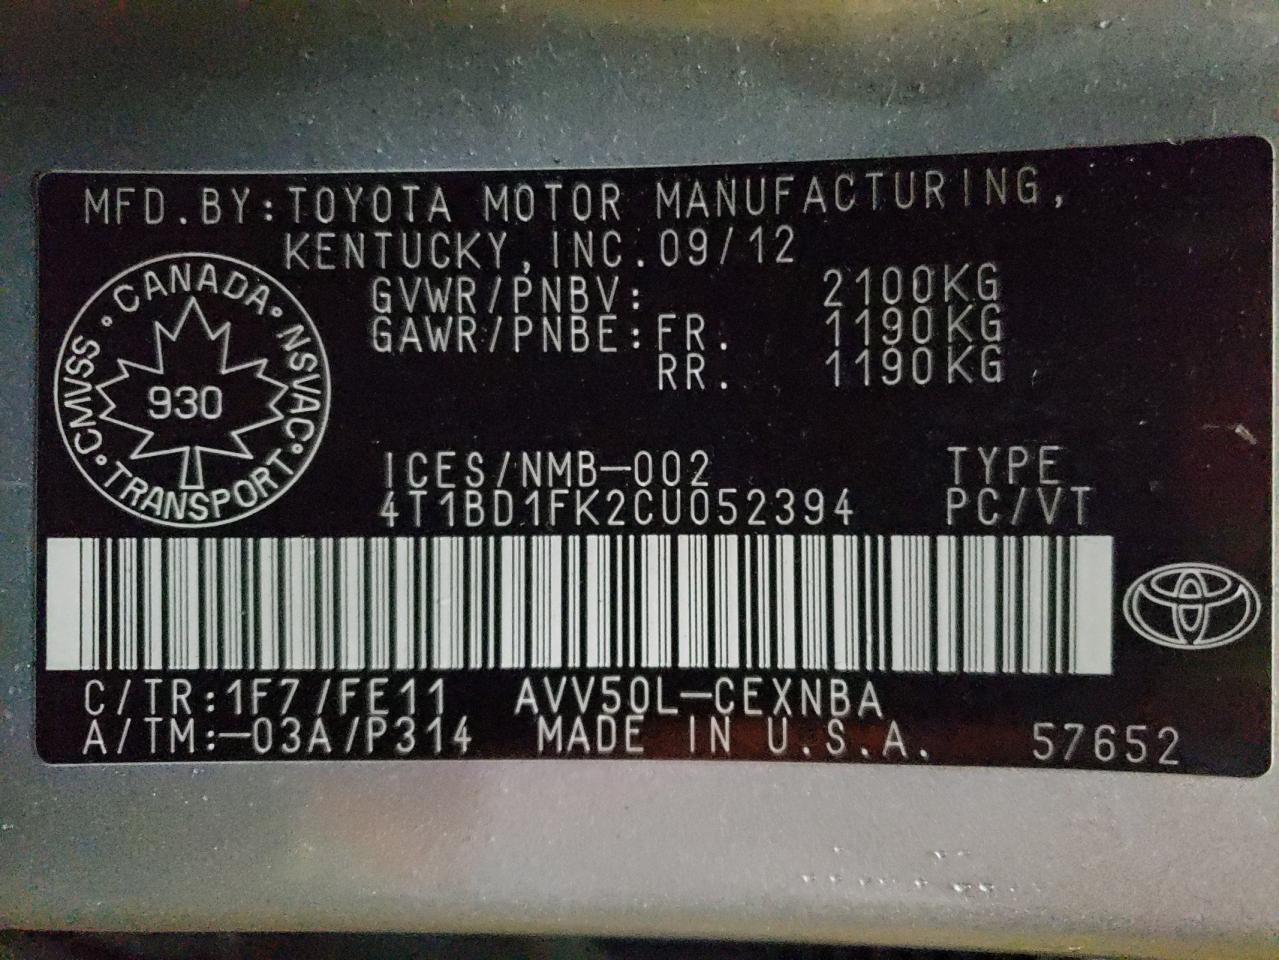 MFD.BY:TOYOTA MOTOR MANUFACTURING,
KENTUCKY, INC. 09/12
GVWR/PNBV: 2100KG
GAWR/PNBE:FR. 1190KG
RR. 1190KG
CANADA · NSVAC · TRANSPORT · CMVSS ·
930
ICES/NMB-002 TYPE
4T1BD1FK2CU052394 PC/VT
C/TR:1F7/FE11 AVV50L-CEXNBA
A/TM:-03A/P314 MADE IN U.S.A. 57652